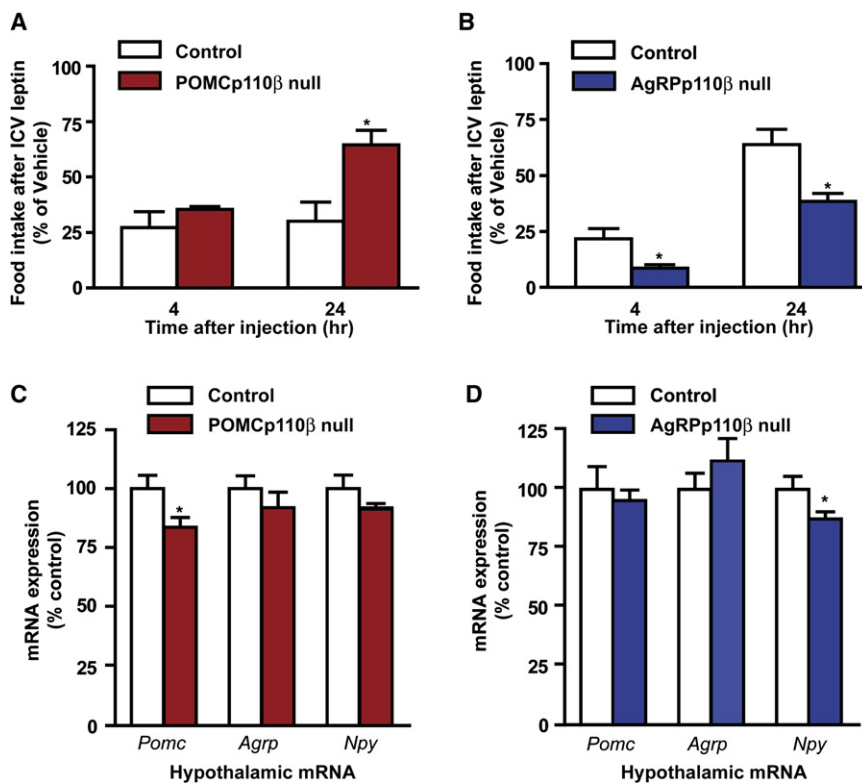 A
Control
POMCp110β null
Food intake after ICV leptin
(% of Vehicle)
100
75
50
25
0
*
4
24
Time after injection (hr)
B
Control
AgRPp110β null
Food intake after ICV leptin
(% of Vehicle)
100
75
50
25
0
*
*
4
24
Time after injection (hr)
C
Control
POMCp110β null
mRNA expression
(% control)
125
100
75
50
25
0
*
Pomc
Agrp
Npy
Hypothalamic mRNA
D
Control
AgRPp110β null
mRNA expression
(% control)
125
100
75
50
25
0
*
Pomc
Agrp
Npy
Hypothalamic mRNA